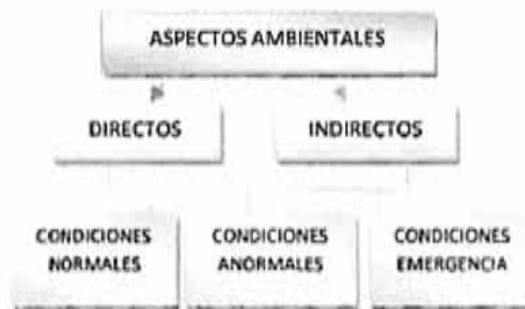 ASPECTOS AMBIENTALES
DIRECTOS
INDIRECTOS
CONDICIONES
NORMALES
CONDICIONES
ANORMALES
CONDICIONES
EMERGENCIA